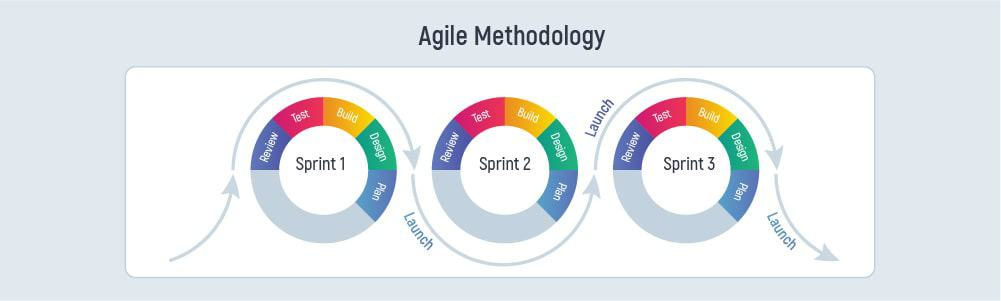 Agile Methodology
Review
Test
Build
Design
Plan
Sprint 1
Launch
Review
Test
Build
Design
Plan
Sprint 2
Launch
Review
Test
Build
Design
Plan
Sprint 3
Launch